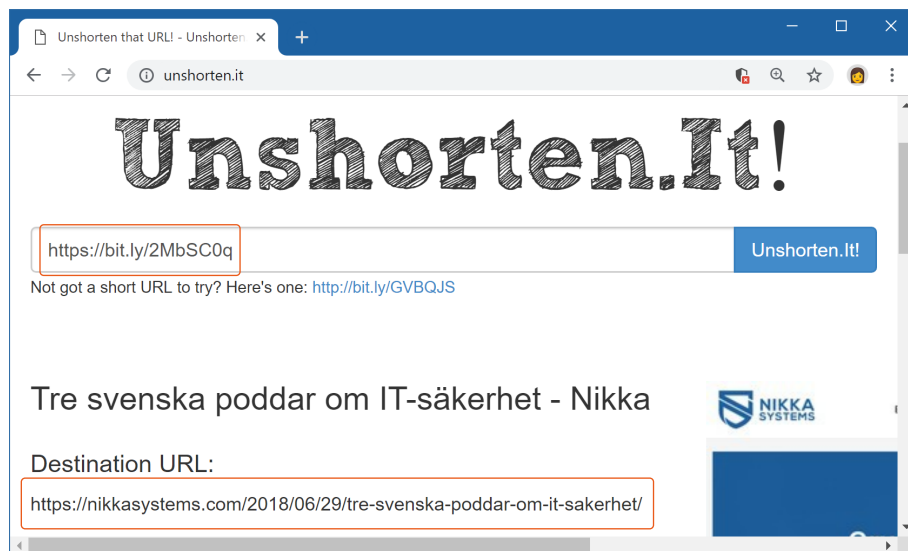 Unshorten that URL! - Unshorten
unshorten.it
Unshorten.It!
https://bit.ly/2MbSC0q
Unshorten.It!
Not got a short URL to try? Here's one: http://bit.ly/GVBQJS
Tre svenska poddar om IT-säkerhet - Nikka
NIKKA
SYSTEMS
Destination URL:
https://nikkasystems.com/2018/06/29/tre-svenska-poddar-om-it-sakerhet/